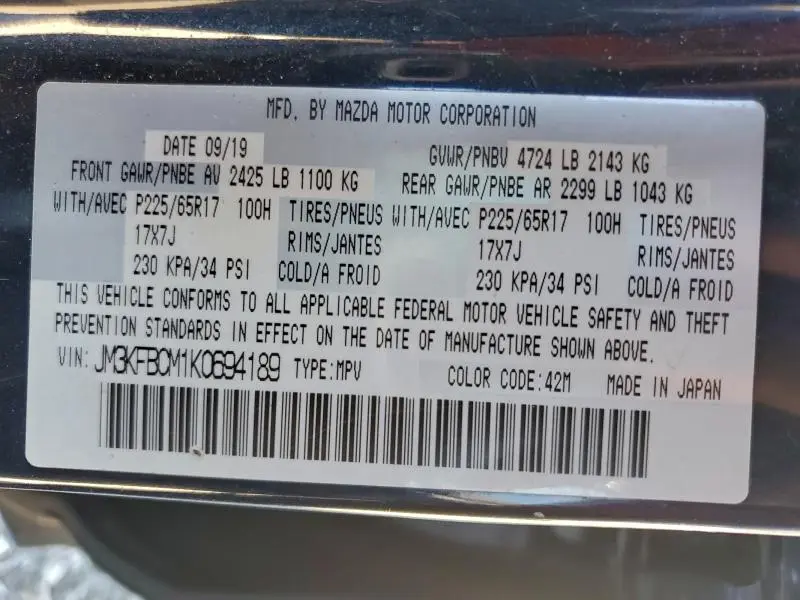 MFD. BY MAZDA MOTOR CORPORATION
DATE 09/19 GVWR/PNBV 4724 LB 2143 KG
FRONT GAWR/PNBE AV 2425 LB 1100 KG REAR GAWR/PNBE AR 2299 LB 1043 KG
WITH/AVEC P225/65R17 100H TIRES/PNEUS WITH/AVEC P225/65R17 100H TIRES/PNEUS
17X7J RIMS/JANTES 17X7J RIMS/JANTES
230 KPA/34 PSI COLD/A FROID 230 KPA/34 PSI COLD/A FROID
THIS VEHICLE CONFORMS TO ALL APPLICABLE FEDERAL MOTOR VEHICLE SAFETY AND THEFT
PREVENTION STANDARDS IN EFFECT ON THE DATE OF MANUFACTURE SHOWN ABOVE.
VIN: JM3KFBCM1K0694189 TYPE:MPV COLOR CODE:42M MADE IN JAPAN